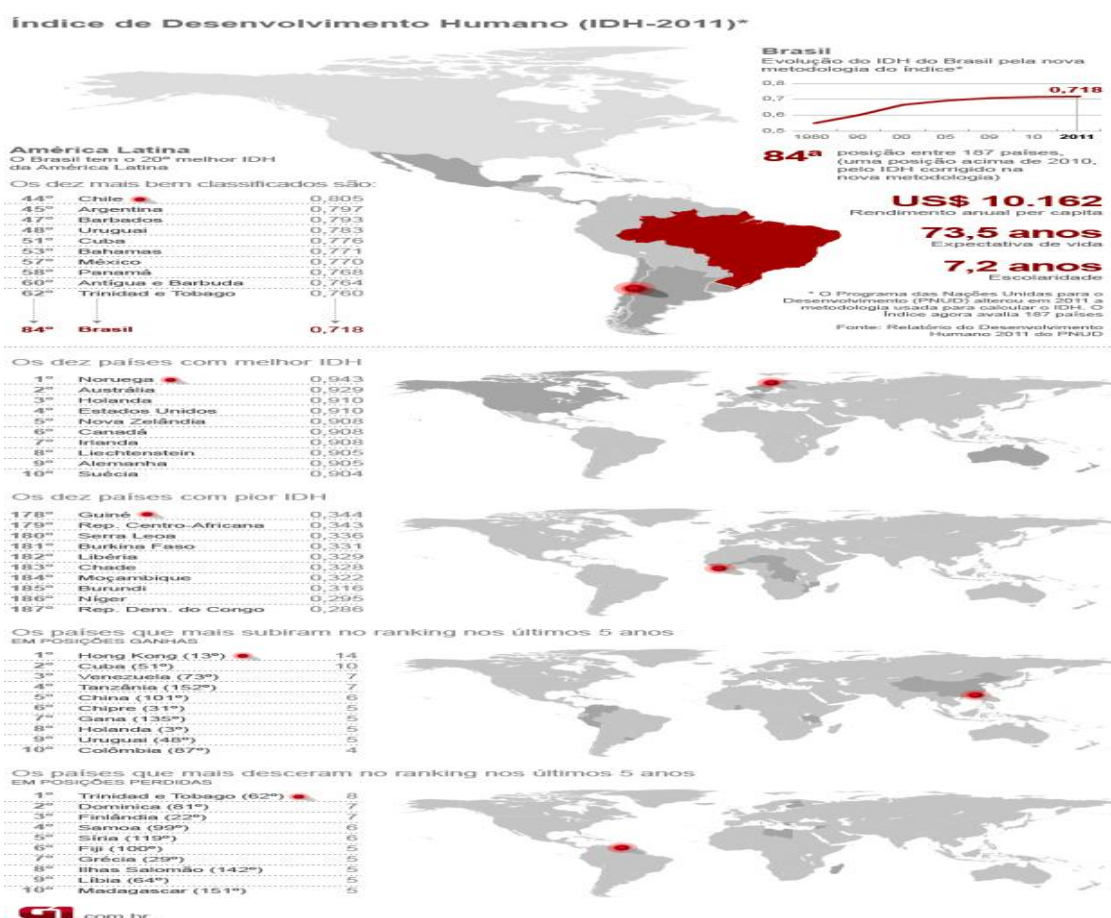 Índice de Desenvolvimento Humano (IDH-2011)*
Brasil
Evolução do IDH do Brasil pela nova
metodologia do índice*
0,8
0,7
0,6
0,5
0,718
1980 90 00 05 09 10 2011
84ª posição entre 187 países,
(uma posição acima de 2010,
pelo IDH corrigido na
nova metodologia)
US$ 10.162
Rendimento anual per capita
73,5 anos
Expectativa de vida
7,2 anos
Escolaridade
* O Programa das Nações Unidas para o
Desenvolvimento (PNUD) alterou em 2011 a
metodologia usada para calcular o IDH. O
Índice agora avalia 187 países
Fonte: Relatório do Desenvolvimento
Humano 2011 do PNUD
América Latina
O Brasil tem o 20º melhor IDH
da América Latina
Os dez mais bem classificados são:
44º Chile 0,805
45º Argentina 0,797
47º Barbados 0,793
48º Uruguai 0,783
51º Cuba 0,776
53º Bahamas 0,771
57º México 0,770
58º Panamá 0,768
60º Antígua e Barbuda 0,764
62º Trinidad e Tobago 0,760
84º Brasil 0,718
Os dez países com melhor IDH
1º Noruega 0,943
2º Austrália 0,929
3º Holanda 0,910
4º Estados Unidos 0,910
5º Nova Zelândia 0,908
6º Canadá 0,908
7º Irlanda 0,908
8º Liechtenstein 0,905
9º Alemanha 0,905
10º Suécia 0,904
Os dez países com pior IDH
178º Guiné 0,344
179º Rep. Centro-Africana 0,343
180º Serra Leoa 0,336
181º Burkina Faso 0,331
182º Libéria 0,329
183º Chade 0,328
184º Moçambique 0,322
185º Burundi 0,316
186º Níger 0,295
187º Rep. Dem. do Congo 0,286
Os países que mais subiram no ranking nos últimos 5 anos
EM POSIÇÕES GANHAS
1º Hong Kong (13º) 14
2º Cuba (51º) 10
3º Venezuela (73º) 7
4º Tanzânia (152º) 7
5º China (101º) 6
6º Chipre (31º) 5
7º Gana (135º) 5
8º Holanda (3º) 5
9º Uruguai (48º) 5
10º Colômbia (87º) 4
Os países que mais desceram no ranking nos últimos 5 anos
EM POSIÇÕES PERDIDAS
1º Trinidad e Tobago (62º) 8
2º Dominica (81º) 7
3º Finlândia (22º) 7
4º Samoa (99º) 6
5º Síria (119º) 6
6º Fiji (100º) 5
7º Grécia (29º) 5
8º Ilhas Salomão (142º) 5
9º Líbia (64º) 5
10º Madagascar (151º) 5
G1 .com.br